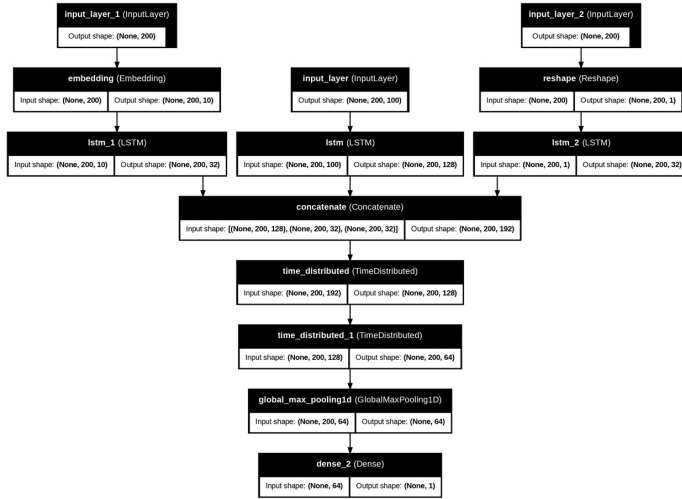 input_layer_1 (InputLayer)
Output shape: (None, 200)
input_layer_2 (InputLayer)
Output shape: (None, 200)
embedding (Embedding)
Input shape: (None, 200) Output shape: (None, 200, 10)
input_layer (InputLayer)
Output shape: (None, 200, 100)
reshape (Reshape)
Input shape: (None, 200) Output shape: (None, 200, 1)
lstm_1 (LSTM)
Input shape: (None, 200, 10) Output shape: (None, 200, 32)
lstm (LSTM)
Input shape: (None, 200, 100) Output shape: (None, 200, 128)
lstm_2 (LSTM)
Input shape: (None, 200, 1) Output shape: (None, 200, 32)
concatenate (Concatenate)
Input shape: [(None, 200, 128), (None, 200, 32), (None, 200, 32)] Output shape: (None, 200, 192)
time_distributed (TimeDistributed)
Input shape: (None, 200, 192) Output shape: (None, 200, 128)
time_distributed_1 (TimeDistributed)
Input shape: (None, 200, 128) Output shape: (None, 200, 64)
global_max_pooling1d (GlobalMaxPooling1D)
Input shape: (None, 200, 64) Output shape: (None, 64)
dense_2 (Dense)
Input shape: (None, 64) Output shape: (None, 1)